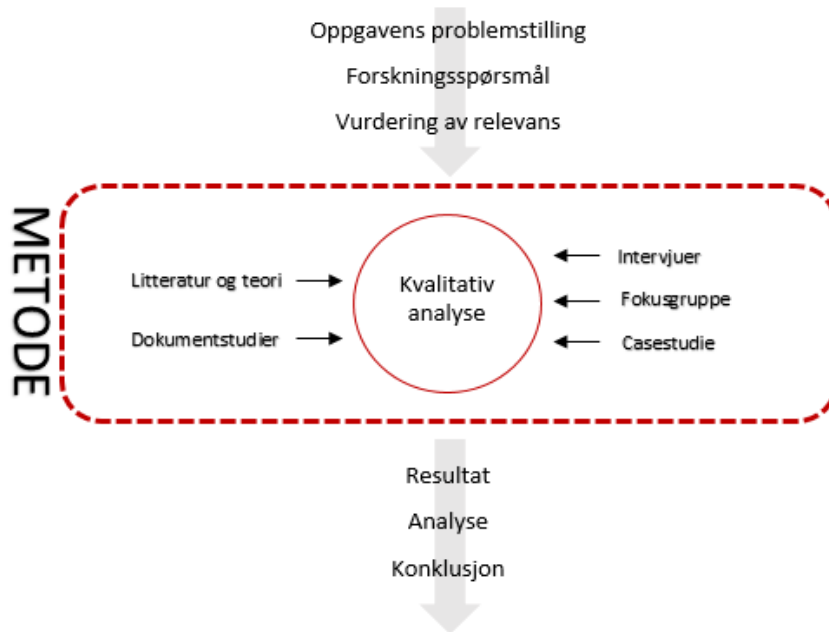 Oppgavens problemstilling
Forskningsspørsmål
Vurdering av relevans
METODE
Litteratur og teori
Dokumentstudier
Kvalitativ
analyse
Intervjuer
Fokusgruppe
Casestudie
Resultat
Analyse
Konklusjon